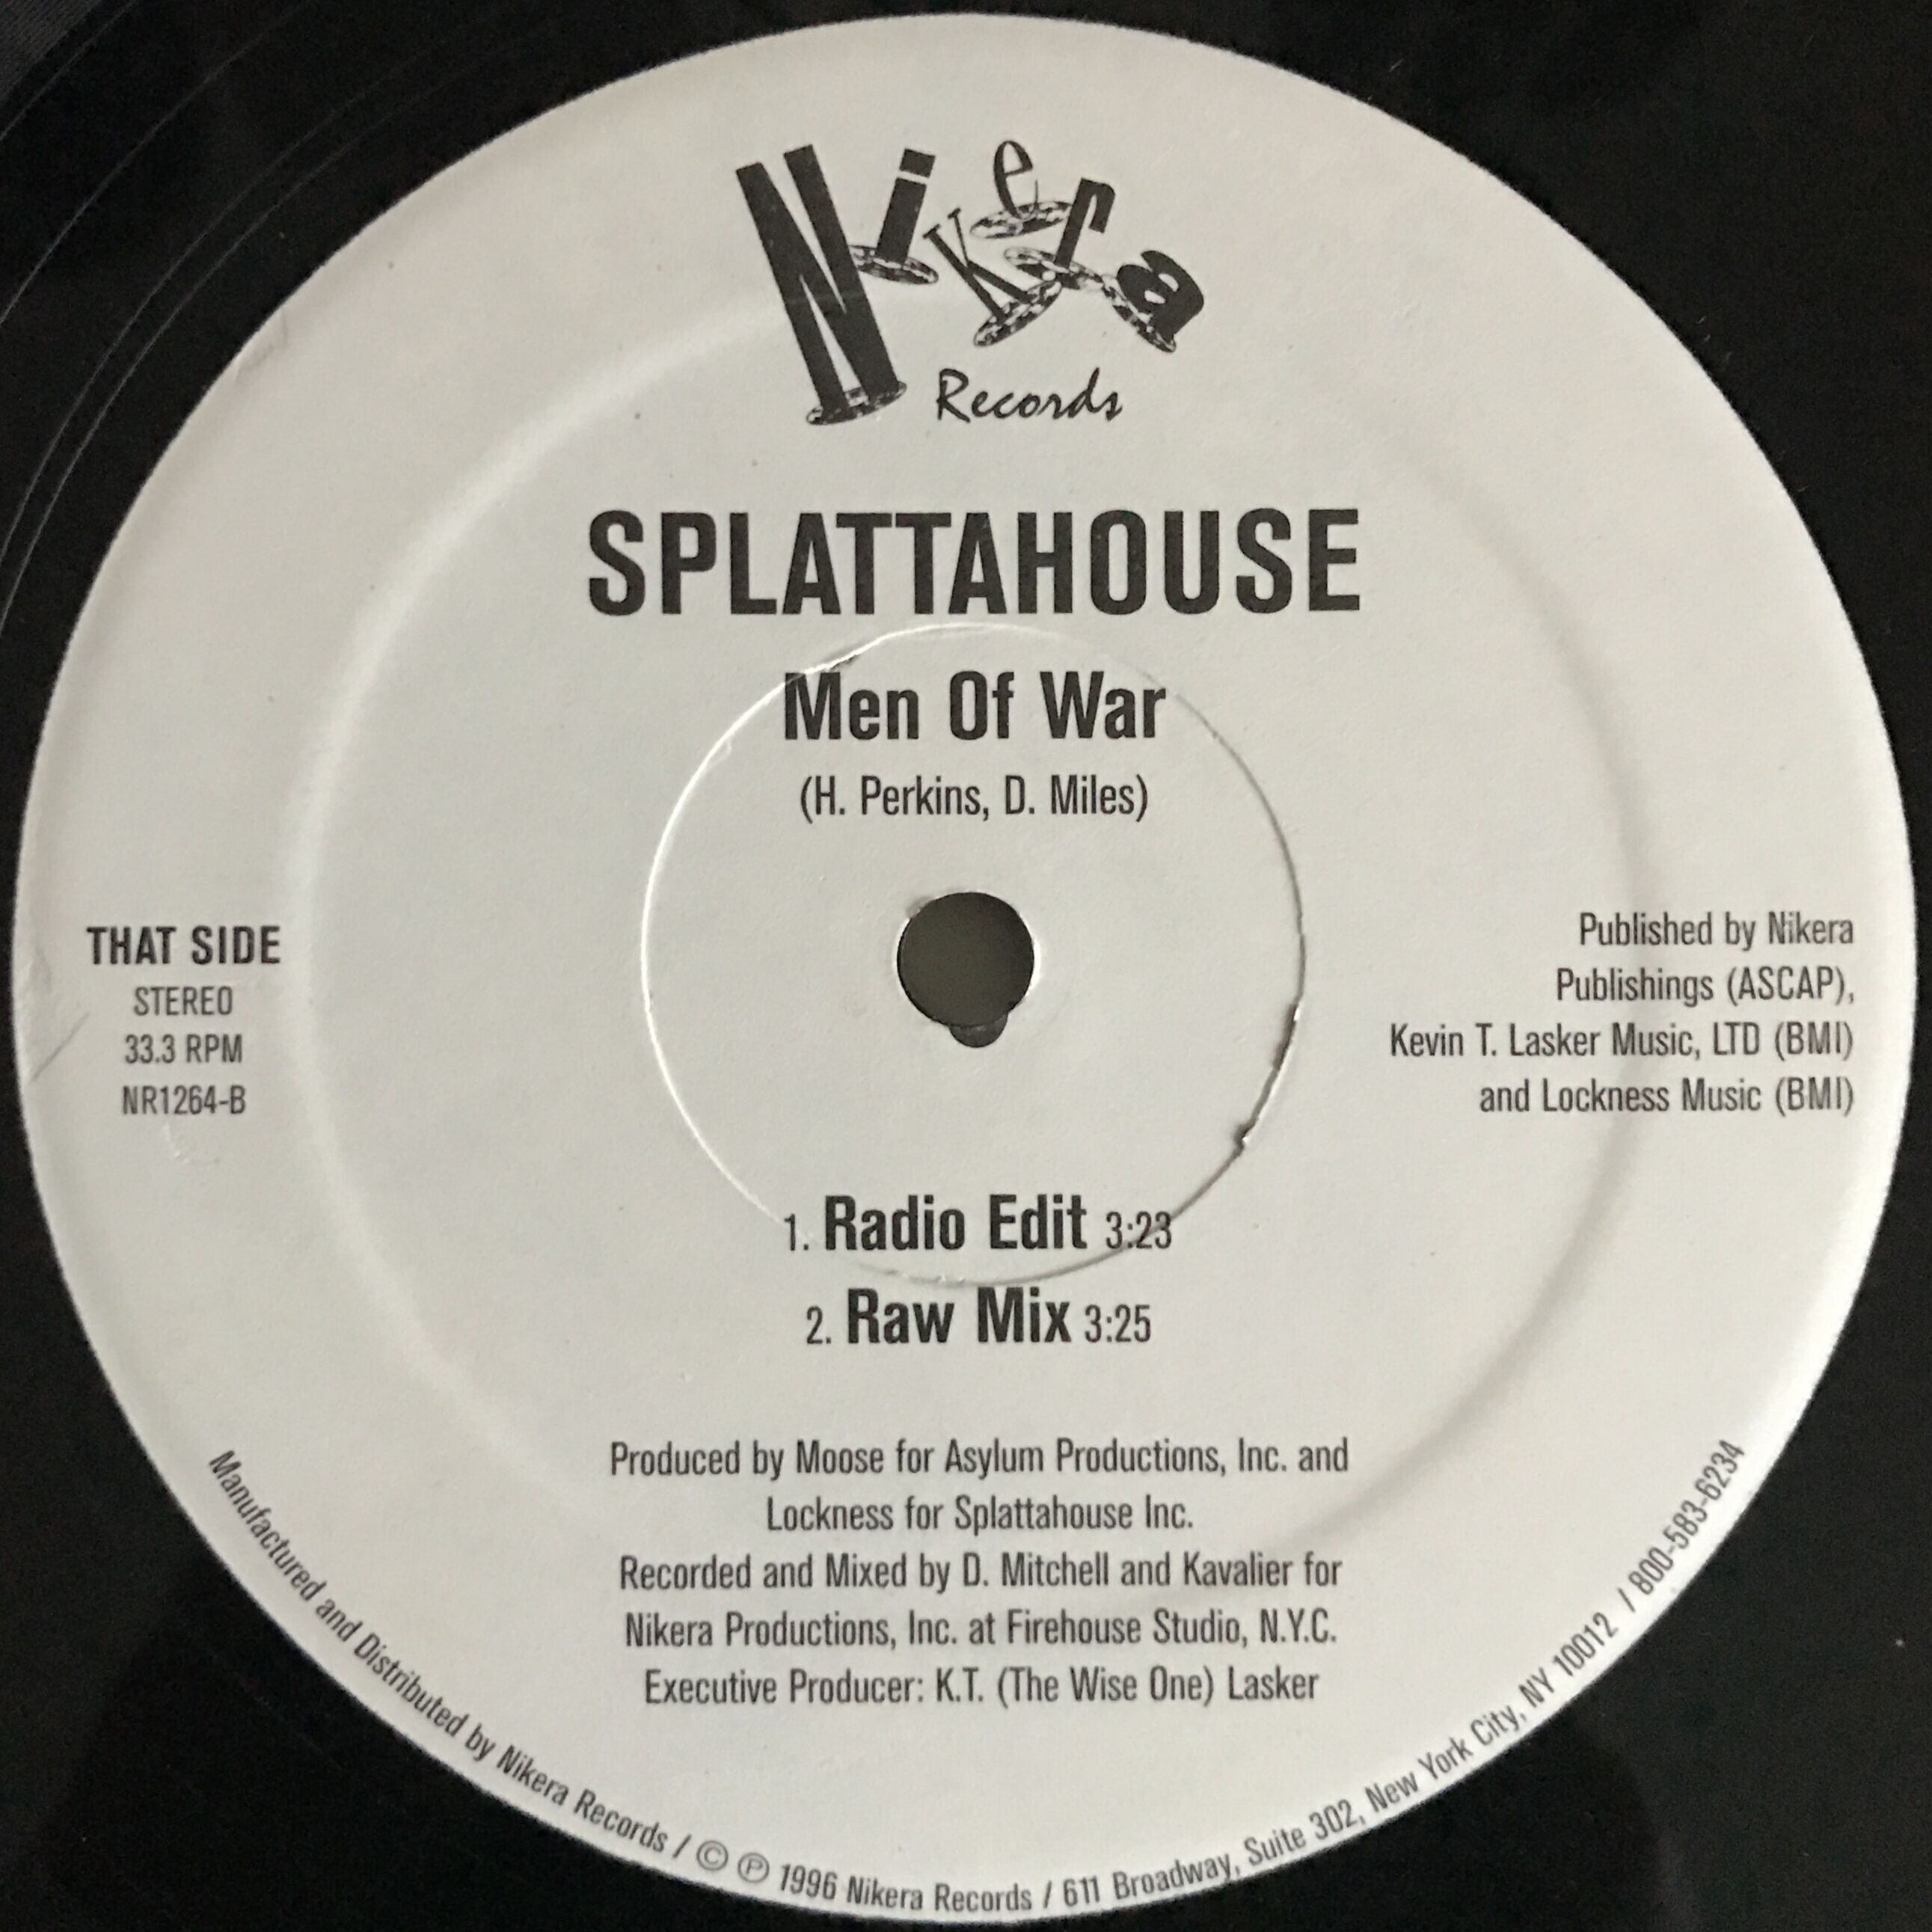 Nikera
Records
SPLATTAHOUSE
Men Of War
(H. Perkins, D. Miles)
THAT SIDE
STEREO
33.3 RPM
NR1264-B
Published by Nikera
Publishings (ASCAP),
Kevin T. Lasker Music, LTD (BMI)
and Lockness Music (BMI)
1. Radio Edit 3:23
2. Raw Mix 3:25
Produced by Moose for Asylum Productions, Inc. and
Lockness for Splattahouse Inc.
Recorded and Mixed by D. Mitchell and Kavalier for
Nikera Productions, Inc. at Firehouse Studio, N.Y.C.
Executive Producer: K.T. (The Wise One) Lasker
Manufactured and Distributed by Nikera Records / © ℗ 1996 Nikera Records / 611 Broadway, Suite 302, New York City, NY 10012 / 800-583-6234